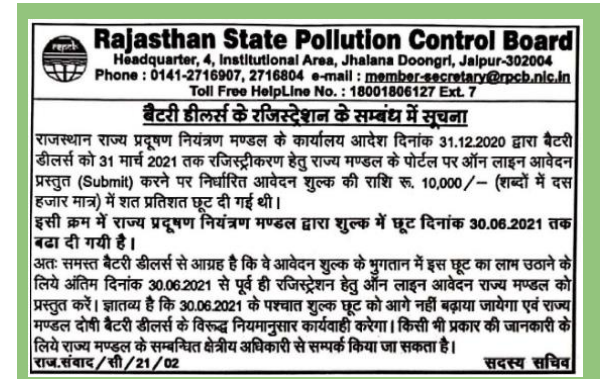 rspcb
Rajasthan State Pollution Control Board
Headquarter, 4, Institutional Area, Jhalana Doongri, Jaipur-302004
Phone : 0141-2716907, 2716804 e-mail : member-secretary@rpcb.nic.in
Toll Free HelpLine No. : 18001806127 Ext. 7
बैटरी डीलर्स के रजिस्ट्रेशन के सम्बंध में सूचना
राजस्थान राज्य प्रदूषण नियंत्रण मण्डल के कार्यालय आदेश दिनांक 31.12.2020 द्वारा बैटरी
डीलर्स को 31 मार्च 2021 तक रजिस्ट्रीकरण हेतु राज्य मण्डल के पोर्टल पर ऑन लाइन आवेदन
प्रस्तुत (Submit) करने पर निर्धारित आवेदन शुल्क की राशि रू. 10,000/– (शब्दों में दस
हजार मात्र) में शत प्रतिशत छूट दी गई थी।
इसी क्रम में राज्य प्रदूषण नियंत्रण मण्डल द्वारा शुल्क में छूट दिनांक 30.06.2021 तक
बढा दी गयी है।
अतः समस्त बैटरी डीलर्स से आग्रह है कि वे आवेदन शुल्क के भुगतान में इस छूट का लाभ उठाने के
लिये अंतिम दिनांक 30.06.2021 से पूर्व ही रजिस्ट्रेशन हेतु ऑन लाइन आवेदन राज्य मण्डल को
प्रस्तुत करें। ज्ञातव्य है कि 30.06.2021 के पश्चात शुल्क छूट को आगे नहीं बढ़ाया जायेगा एवं राज्य
मण्डल दोषी बैटरी डीलर्स के विरूद्ध नियमानुसार कार्यवाही करेगा। किसी भी प्रकार की जानकारी के
लिये राज्य मण्डल के सम्बन्धित क्षेत्रीय अधिकारी से सम्पर्क किया जा सकता है।
राज.संवाद/सी/21/02 सदस्य सचिव